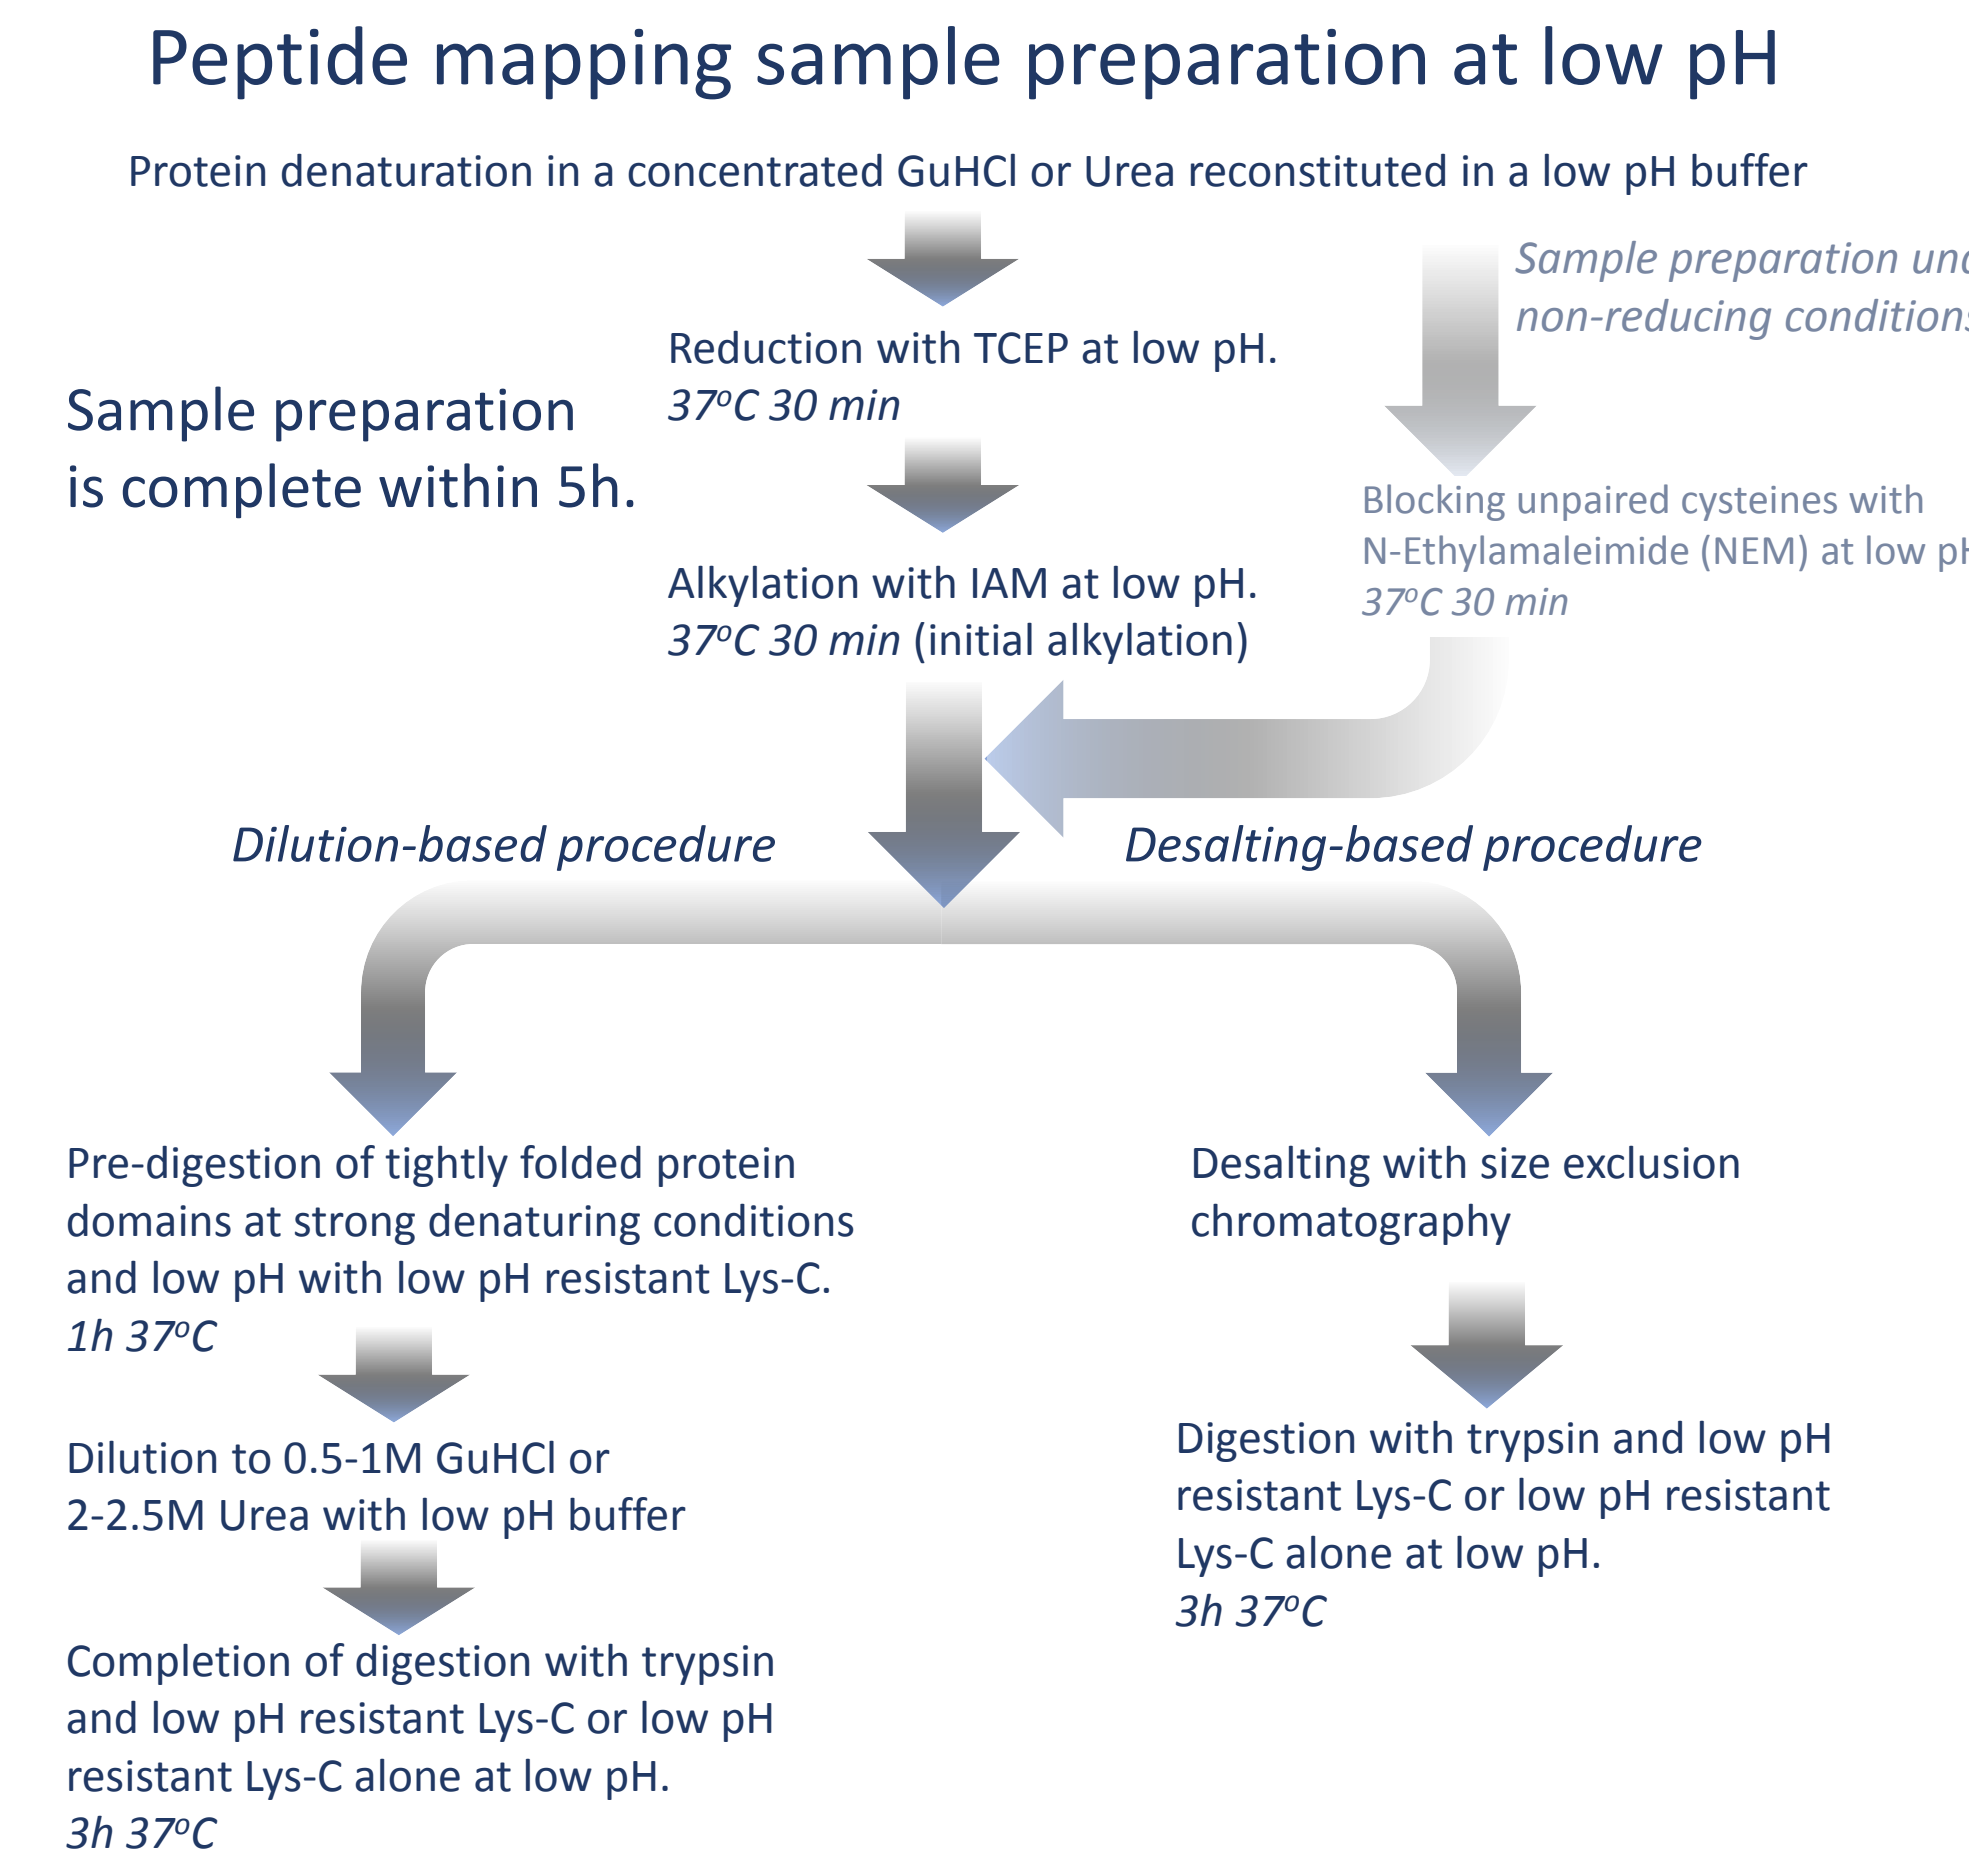 Peptide mapping sample preparation at low pH
Protein denaturation in a concentrated GuHCl or Urea reconstituted in a low pH buffer
Sample preparation
non-reducing
Reduction with TCEP at low pH.
37ºC 30 min
Sample preparation
is complete within 5h.
Blocking unpaired cysteines with
N-Ethylamaleimide (NEM) at low
37ºC 30 min
Alkylation with IAM at low pH.
37ºC 30 min (initial alkylation)
Dilution-based procedure
Desalting-based procedure
Pre-digestion of tightly folded protein
domains at strong denaturing conditions
and low pH with low pH resistant Lys-C.
1h 37ºC
Dilution to 0.5-1M GuHCl or
2-2.5M Urea with low pH buffer
Completion of digestion with trypsin
and low pH resistant Lys-C or low pH
resistant Lys-C alone at low pH.
3h 37ºC
Desalting with size exclusion
chromatography
Digestion with trypsin and low pH
resistant Lys-C or low pH resistant
Lys-C alone at low pH.
3h 37ºC